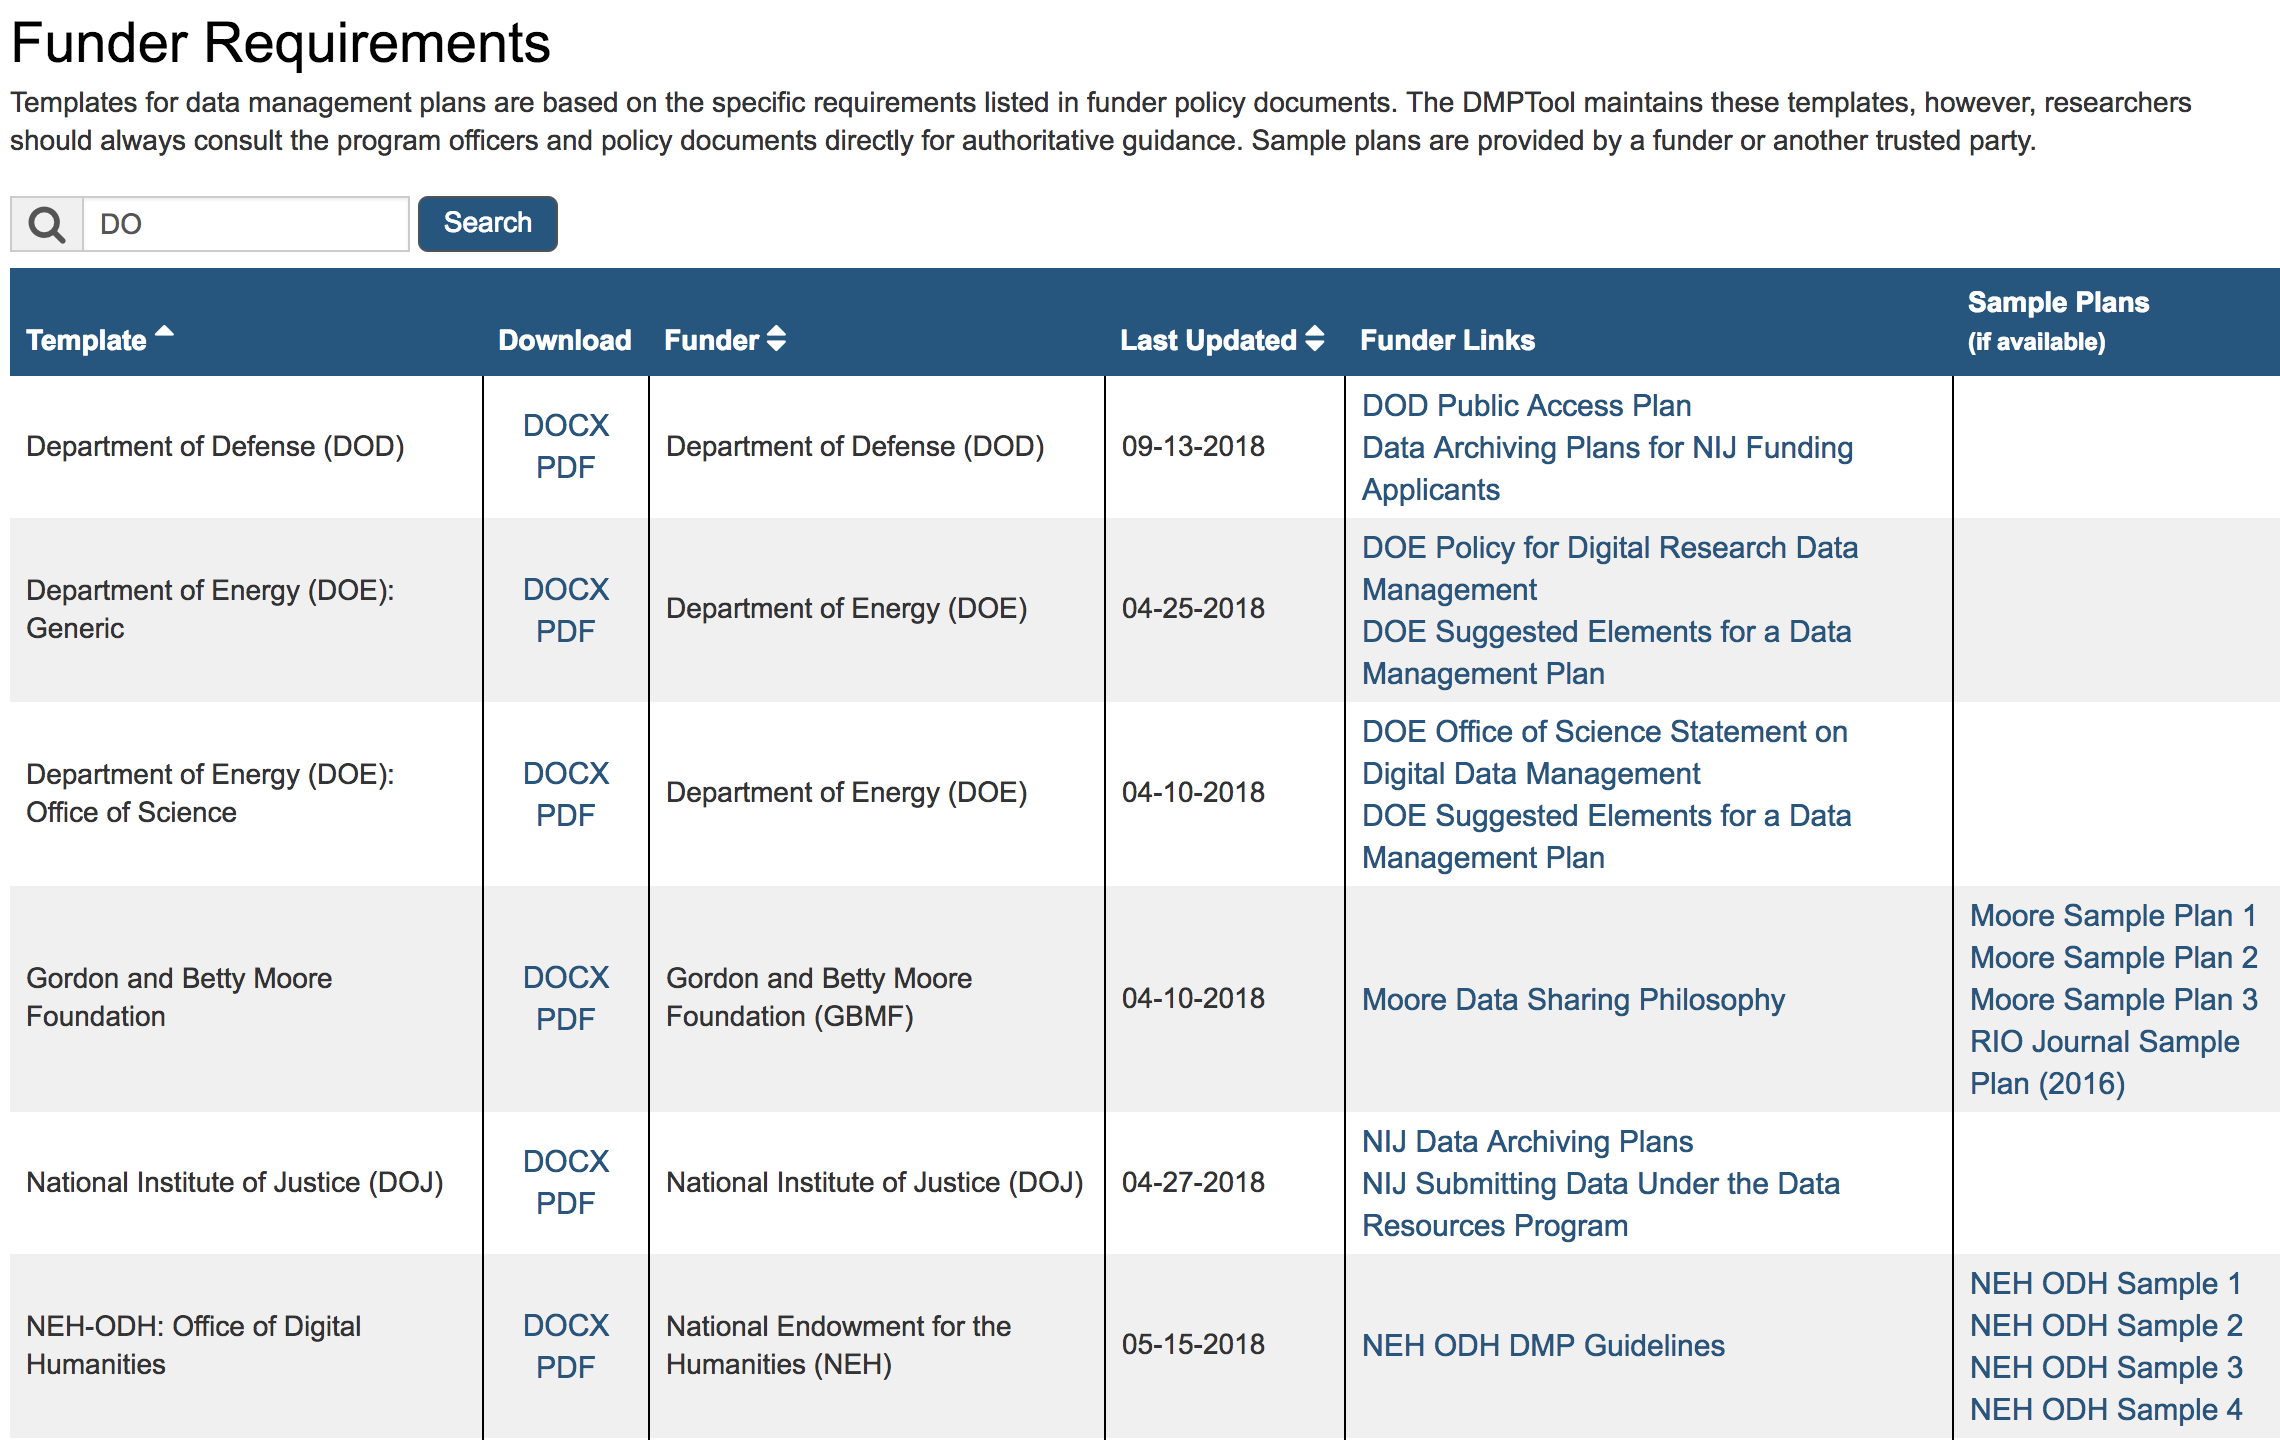 Funder Requirements
Templates for data management plans are based on the specific requirements listed in funder policy documents. The DMPTool maintains these templates, however, researchers
should always consult the program officers and policy documents directly for authoritative guidance. Sample plans are provided by a funder or another trusted party.
DO
Search
Template
Download
Funder
Last Updated
Funder Links
Sample Plans
(if available)
Department of Defense (DOD)
DOCX
PDF
Department of Defense (DOD)
09-13-2018
DOD Public Access Plan
Data Archiving Plans for NIJ Funding
Applicants
Department of Energy (DOE):
Generic
DOCX
PDF
Department of Energy (DOE)
04-25-2018
DOE Policy for Digital Research Data
Management
DOE Suggested Elements for a Data
Management Plan
Department of Energy (DOE):
Office of Science
DOCX
PDF
Department of Energy (DOE)
04-10-2018
DOE Office of Science Statement on
Digital Data Management
DOE Suggested Elements for a Data
Management Plan
Gordon and Betty Moore
Foundation
DOCX
PDF
Gordon and Betty Moore
Foundation (GBMF)
04-10-2018
Moore Data Sharing Philosophy
Moore Sample Plan 1
Moore Sample Plan 2
Moore Sample Plan 3
RIO Journal Sample
Plan (2016)
National Institute of Justice (DOJ)
DOCX
PDF
National Institute of Justice (DOJ)
04-27-2018
NIJ Data Archiving Plans
NIJ Submitting Data Under the Data
Resources Program
NEH-ODH: Office of Digital
Humanities
DOCX
PDF
National Endowment for the
Humanities (NEH)
05-15-2018
NEH ODH DMP Guidelines
NEH ODH Sample 1
NEH ODH Sample 2
NEH ODH Sample 3
NEH ODH Sample 4